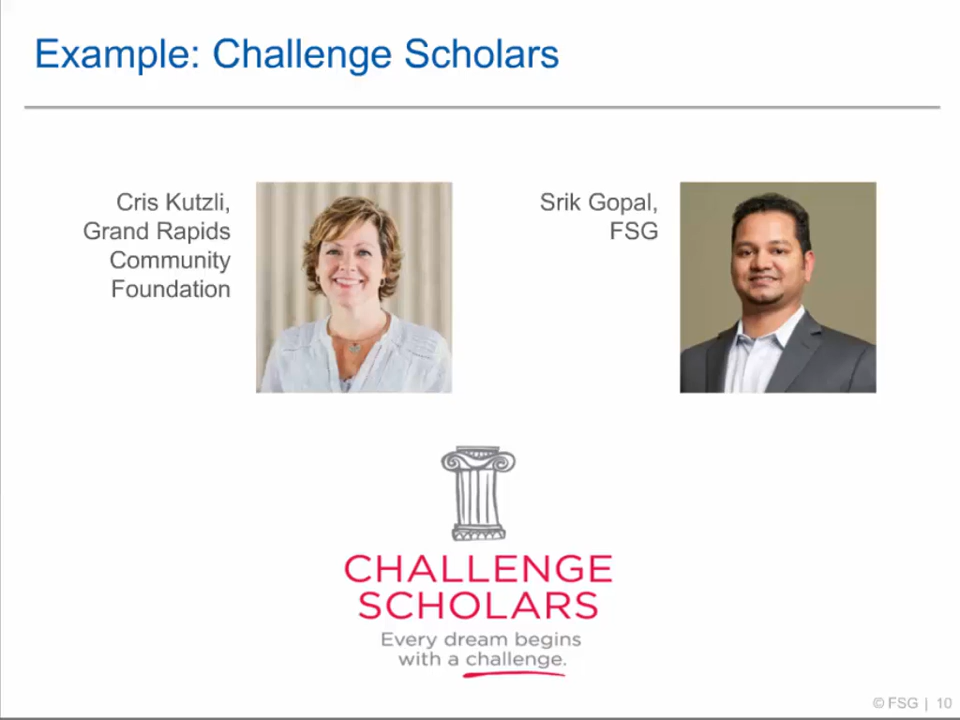 Example: Challenge Scholars
Cris Kutzli,
Grand Rapids
Community
Foundation
Srik Gopal,
FSG
CHALLENGE
SCHOLARS
Every dream begins
with a challenge.
© FSG | 10